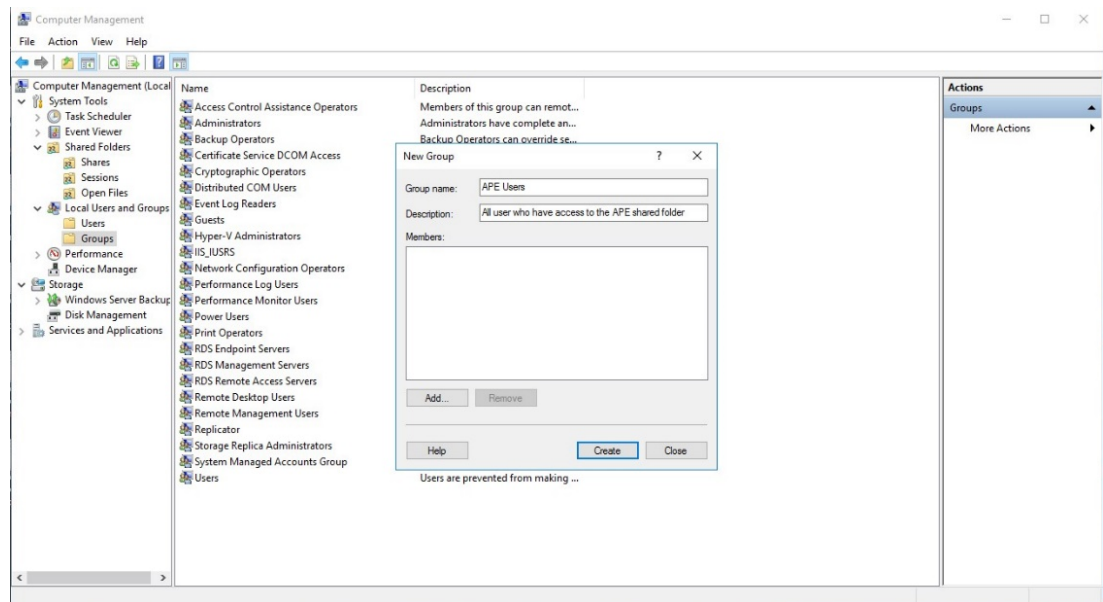 Computer Management
File Action View Help
Computer Management (Local
System Tools
Task Scheduler
Event Viewer
Shared Folders
Shares
Sessions
Open Files
Local Users and Groups
Users
Groups
Performance
Device Manager
Storage
Windows Server Backup
Disk Management
Services and Applications
Name Description
Access Control Assistance Operators Members of this group can remot...
Administrators Administrators have complete an...
Backup Operators Backup Operators can override se...
Certificate Service DCOM Access
Cryptographic Operators
Distributed COM Users
Event Log Readers
Guests
Hyper-V Administrators
IIS_IUSRS
Network Configuration Operators
Performance Log Users
Performance Monitor Users
Power Users
Print Operators
RDS Endpoint Servers
RDS Management Servers
RDS Remote Access Servers
Remote Desktop Users
Remote Management Users
Replicator
Storage Replica Administrators
System Managed Accounts Group
Users Users are prevented from making ...
New Group ?
Group name: APE Users
Description: All user who have access to the APE shared folder
Members:
Add... Remove
Help Create Close
Actions
Groups
More Actions